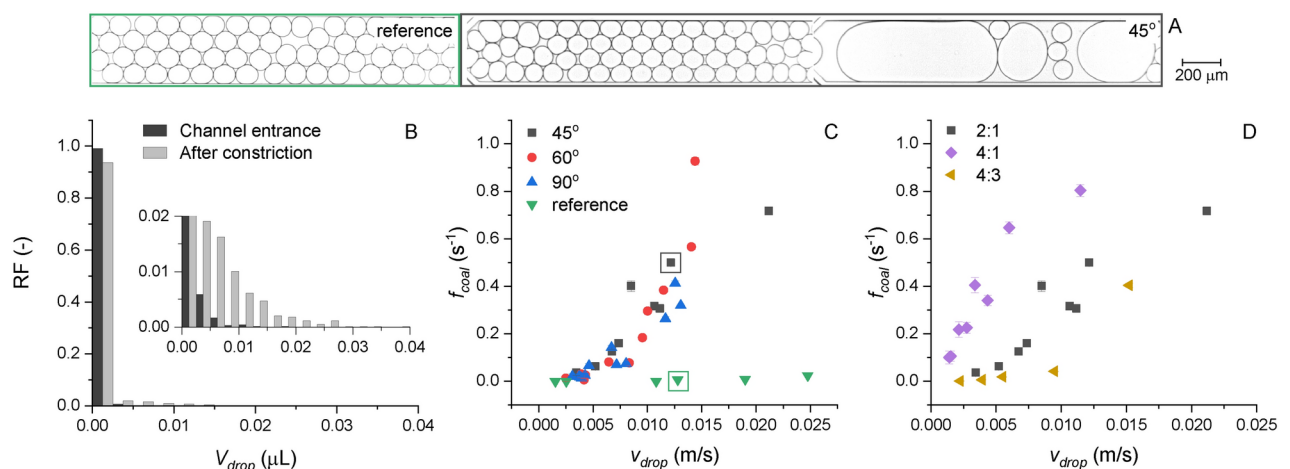 reference
45°
A
200 μm
B
Channel entrance
After constriction
RF (-)
1.0
0.8
0.6
0.4
0.2
0.0
0.02
0.01
0.00
0.00 0.01 0.02 0.03 0.04
0.00 0.01 0.02 0.03 0.04
V_drop (μL)
C
45°
60°
90°
reference
f_coal (s⁻¹)
1.0
0.8
0.6
0.4
0.2
0.0
0.000 0.005 0.010 0.015 0.020 0.025
v_drop (m/s)
D
2:1
4:1
4:3
f_coal (s⁻¹)
1.0
0.8
0.6
0.4
0.2
0.0
0.000 0.005 0.010 0.015 0.020
v_drop (m/s)